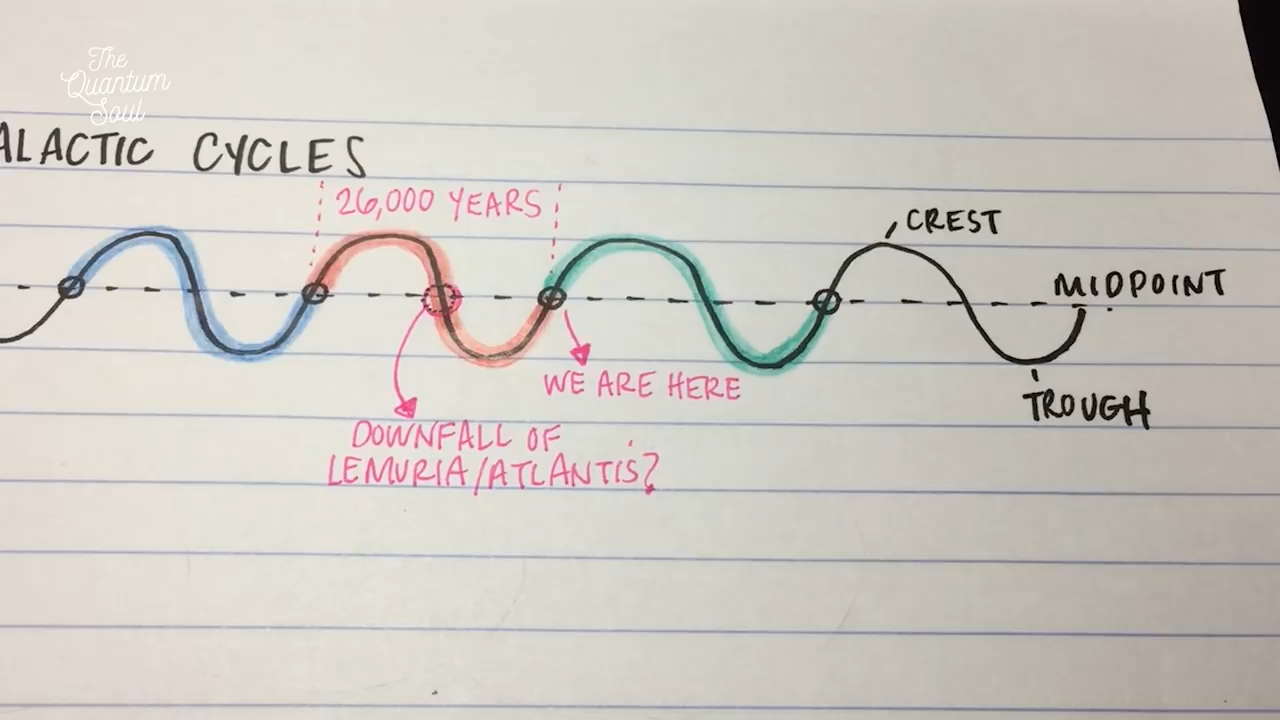 The
Quantum
Soul
ALACTIC CYCLES
26,000 YEARS
CREST
MIDPOINT
WE ARE HERE
TROUGH
DOWNFALL OF
LEMURIA/ATLANTIS?